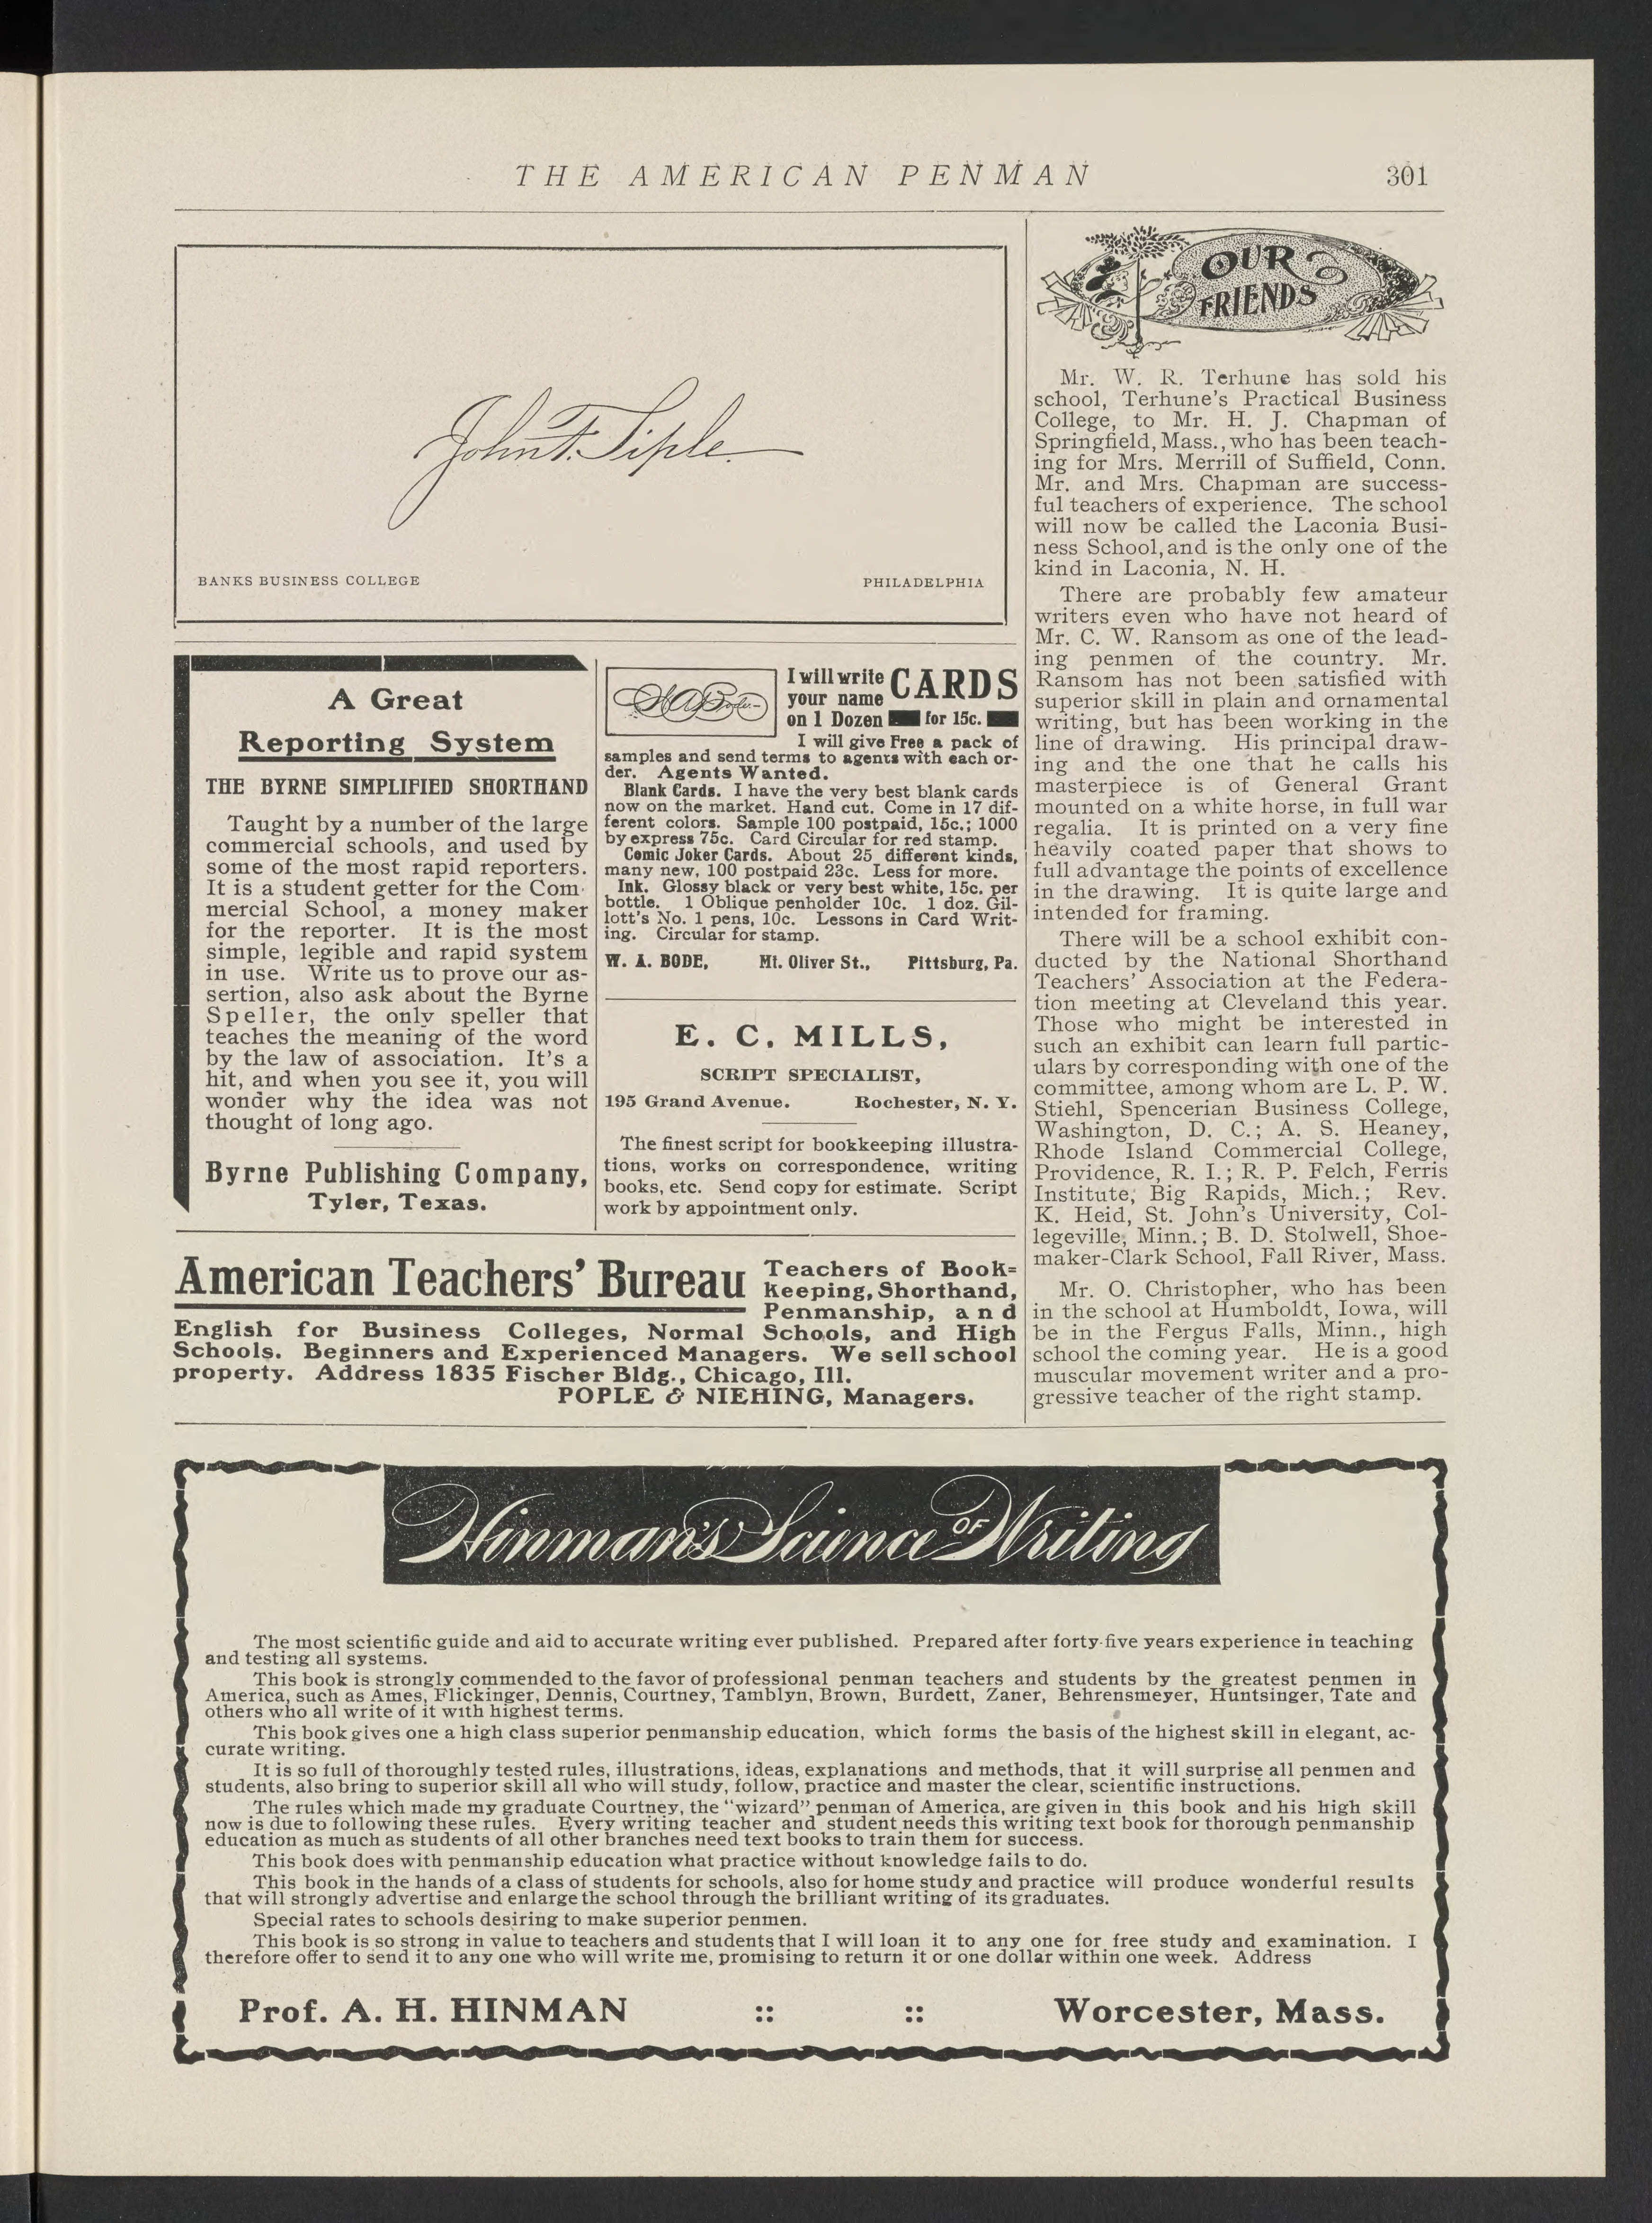 THE AMERICAN PENMAN
301
John F. Siple.
BANKS BUSINESS COLLEGE
PHILADELPHIA
A Great
Reporting System
THE BYRNE SIMPLIFIED SHORTHAND
Taught by a number of the large
commercial schools, and used by
some of the most rapid reporters.
It is a student getter for the Com-
mercial School, a money maker
for the reporter. It is the most
simple, legible and rapid system
in use. Write us to prove our as-
sertion, also ask about the Byrne
Speller, the only speller that
teaches the meaning of the word
by the law of association. It's a
hit, and when you see it, you will
wonder why the idea was not
thought of long ago.
Byrne Publishing Company,
Tyler, Texas.
I will write
your name
on 1 Dozen
CARDS
for 15c.
I will give Free a pack of
samples and send terms to agents with each or-
der. Agents Wanted.
Blank Cards. I have the very best blank cards
now on the market. Hand cut. Come in 17 dif-
ferent colors. Sample 100 postpaid, 15c.; 1000
by express 75c. Card Circular for red stamp.
Comic Joker Cards. About 25 different kinds,
many new, 100 postpaid 23c. Less for more.
Ink. Glossy black or very best white, 15c. per
bottle. 1 Oblique penholder 10c. 1 doz. Gil-
lott's No. 1 pens, 10c. Lessons in Card Writ-
ing. Circular for stamp.
W. A. BODE, Mt. Oliver St., Pittsburg, Pa.
E. C. MILLS,
SCRIPT SPECIALIST,
195 Grand Avenue. Rochester, N. Y.
The finest script for bookkeeping illustra-
tions, works on correspondence, writing
books, etc. Send copy for estimate. Script
work by appointment only.
American Teachers' Bureau
Teachers of Book=
keeping, Shorthand,
Penmanship, and
English for Business Colleges, Normal Schools, and High
Schools. Beginners and Experienced Managers. We sell school
property. Address 1835 Fischer Bldg., Chicago, Ill.
POPLE & NIEHING, Managers.
OUR
FRIENDS
Mr. W. R. Terhune has sold his
school, Terhune's Practical Business
College, to Mr. H. J. Chapman of
Springfield, Mass., who has been teach-
ing for Mrs. Merrill of Suffield, Conn.
Mr. and Mrs. Chapman are success-
ful teachers of experience. The school
will now be called the Laconia Busi-
ness School, and is the only one of the
kind in Laconia, N. H.
There are probably few amateur
writers even who have not heard of
Mr. C. W. Ransom as one of the lead-
ing penmen of the country. Mr.
Ransom has not been satisfied with
superior skill in plain and ornamental
writing, but has been working in the
line of drawing. His principal draw-
ing and the one that he calls his
masterpiece is of General Grant
mounted on a white horse, in full war
regalia. It is printed on a very fine
heavily coated paper that shows to
full advantage the points of excellence
in the drawing. It is quite large and
intended for framing.
There will be a school exhibit con-
ducted by the National Shorthand
Teachers' Association at the Federa-
tion meeting at Cleveland this year.
Those who might be interested in
such an exhibit can learn full partic-
ulars by corresponding with one of the
committee, among whom are L. P. W.
Stiehl, Spencerian Business College,
Washington, D. C.; A. S. Heaney,
Rhode Island Commercial College,
Providence, R. I.; R. P. Felch, Ferris
Institute, Big Rapids, Mich.; Rev.
K. Heid, St. John's University, Col-
legeville, Minn.; B. D. Stolwell, Shoe-
maker-Clark School, Fall River, Mass.
Mr. O. Christopher, who has been
in the school at Humboldt, Iowa, will
be in the Fergus Falls, Minn., high
school the coming year. He is a good
muscular movement writer and a pro-
gressive teacher of the right stamp.
Hinman's Science OF Writing
The most scientific guide and aid to accurate writing ever published. Prepared after forty-five years experience in teaching
and testing all systems.
This book is strongly commended to the favor of professional penman teachers and students by the greatest penmen in
America, such as Ames, Flickinger, Dennis, Courtney, Tamblyn, Brown, Burdett, Zaner, Behrensmeyer, Huntsinger, Tate and
others who all write of it with highest terms.
This book gives one a high class superior penmanship education, which forms the basis of the highest skill in elegant, ac-
curate writing.
It is so full of thoroughly tested rules, illustrations, ideas, explanations and methods, that it will surprise all penmen and
students, also bring to superior skill all who will study, follow, practice and master the clear, scientific instructions.
The rules which made my graduate Courtney, the "wizard" penman of America, are given in this book and his high skill
now is due to following these rules. Every writing teacher and student needs this writing text book for thorough penmanship
education as much as students of all other branches need text books to train them for success.
This book does with penmanship education what practice without knowledge fails to do.
This book in the hands of a class of students for schools, also for home study and practice will produce wonderful results
that will strongly advertise and enlarge the school through the brilliant writing of its graduates.
Special rates to schools desiring to make superior penmen.
This book is so strong in value to teachers and students that I will loan it to any one for free study and examination. I
therefore offer to send it to any one who will write me, promising to return it or one dollar within one week. Address
Prof. A. H. HINMAN :: :: Worcester, Mass.